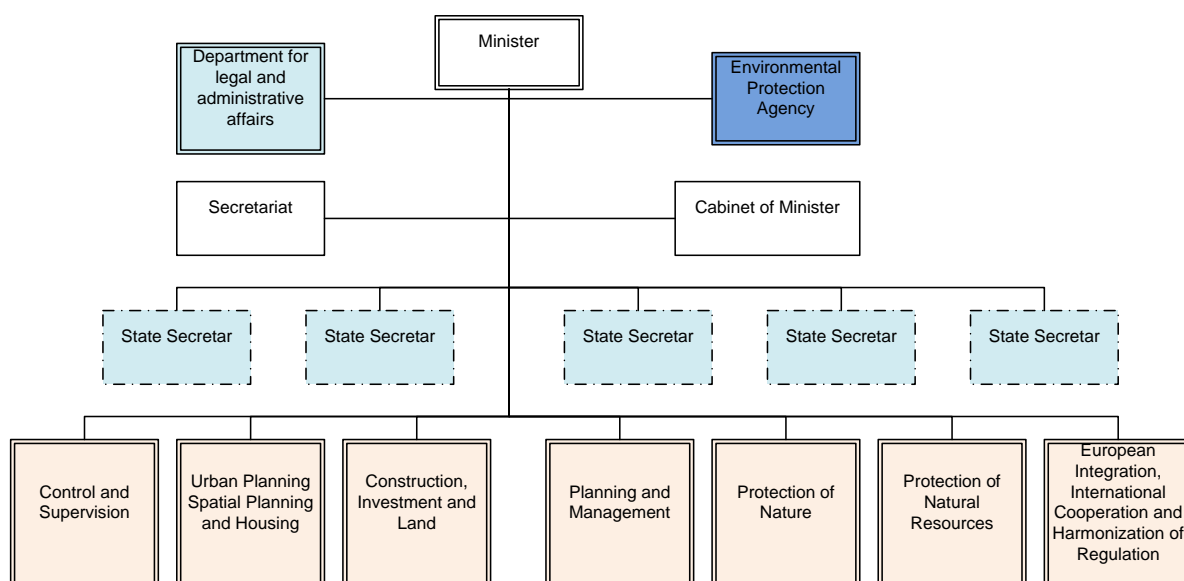 Minister
Department for
legal and
administrative
affairs
Environmental
Protection
Agency
Secretariat
Cabinet of Minister
State Secretar
State Secretar
State Secretar
State Secretar
State Secretar
Control and
Supervision
Urban Planning
Spatial Planning
and Housing
Construction,
Investment and
Land
Planning and
Management
Protection of
Nature
Protection of
Natural
Resources
European
Integration,
International
Cooperation and
Harmonization of
Regulation